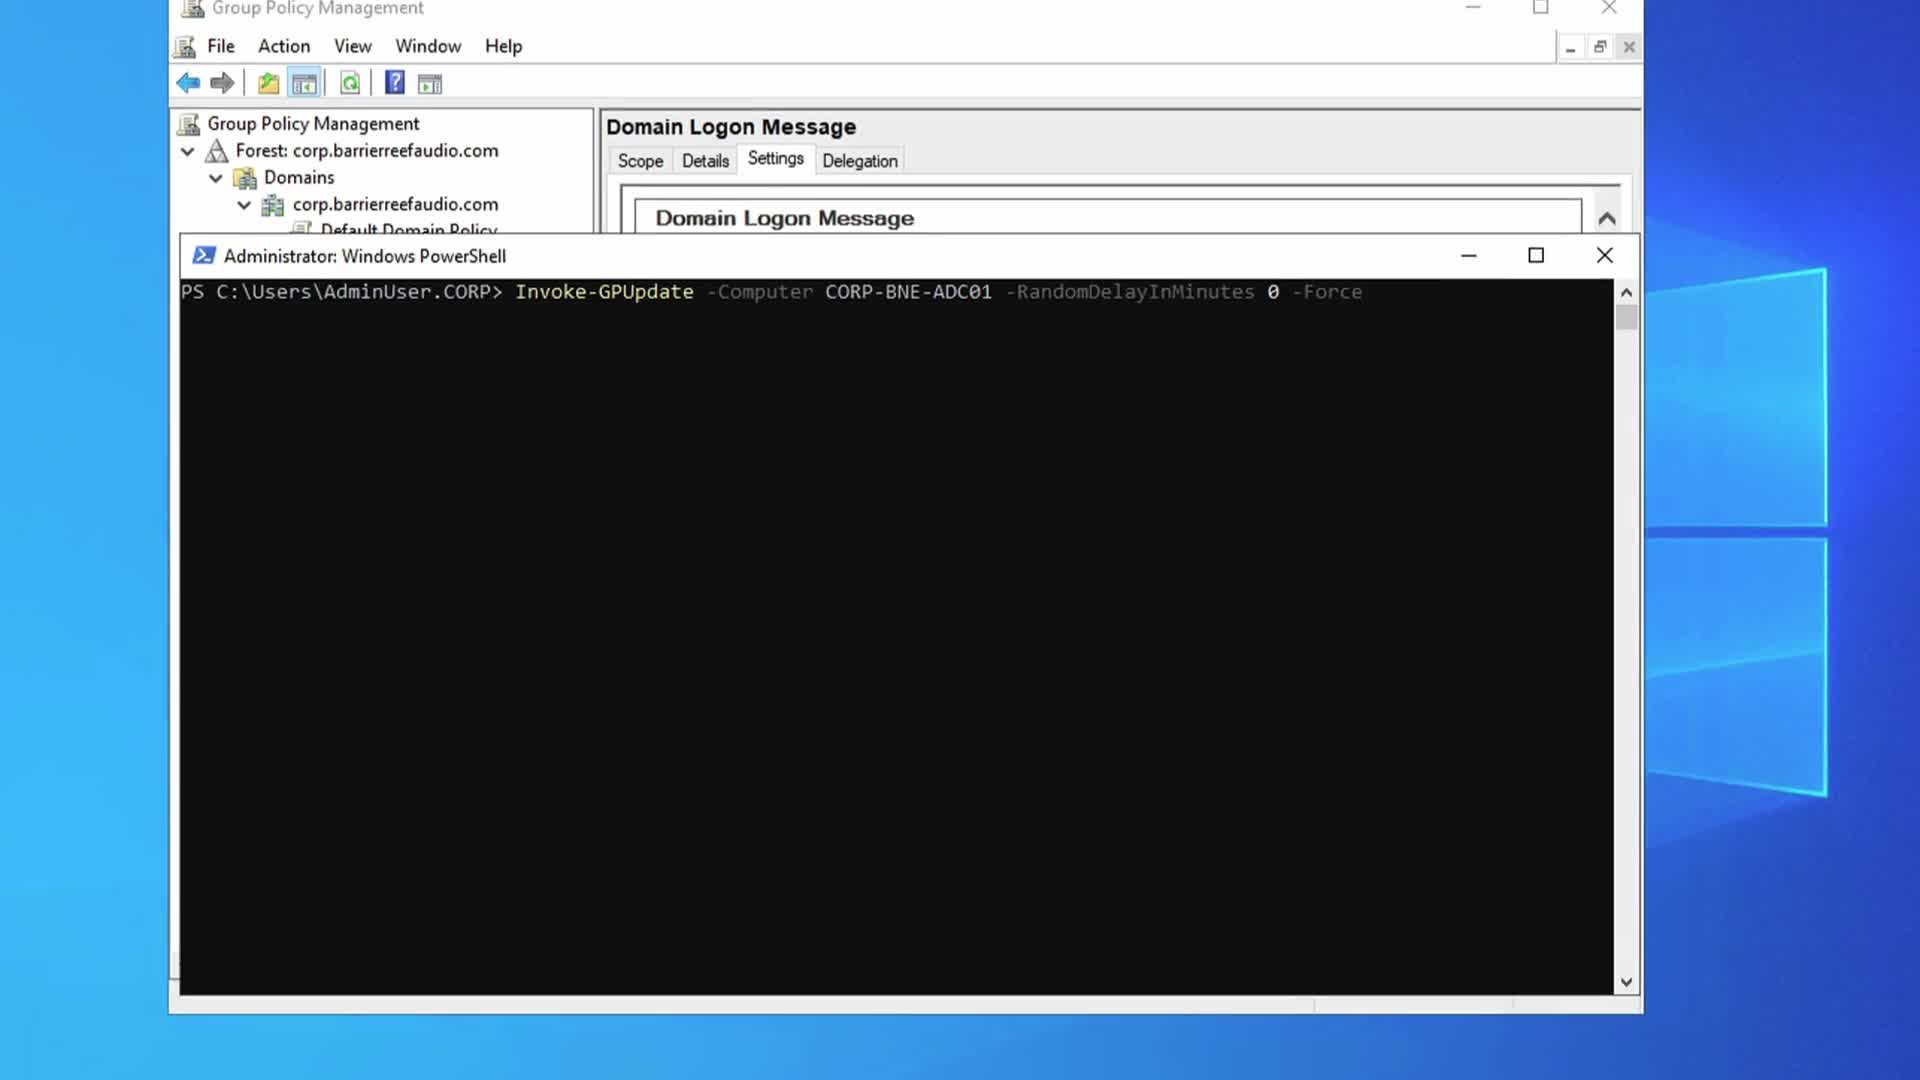 Group Policy Management
File Action View Window Help
Group Policy Management
Forest: corp.barrierreefaudio.com
Domains
corp.barrierreefaudio.com
Default Domain Policy
Domain Logon Message
Scope Details Settings Delegation
Domain Logon Message
Administrator: Windows PowerShell
PS C:\Users\AdminUser.CORP> Invoke-GPUpdate -Computer CORP-BNE-ADC01 -RandomDelayInMinutes 0 -Force